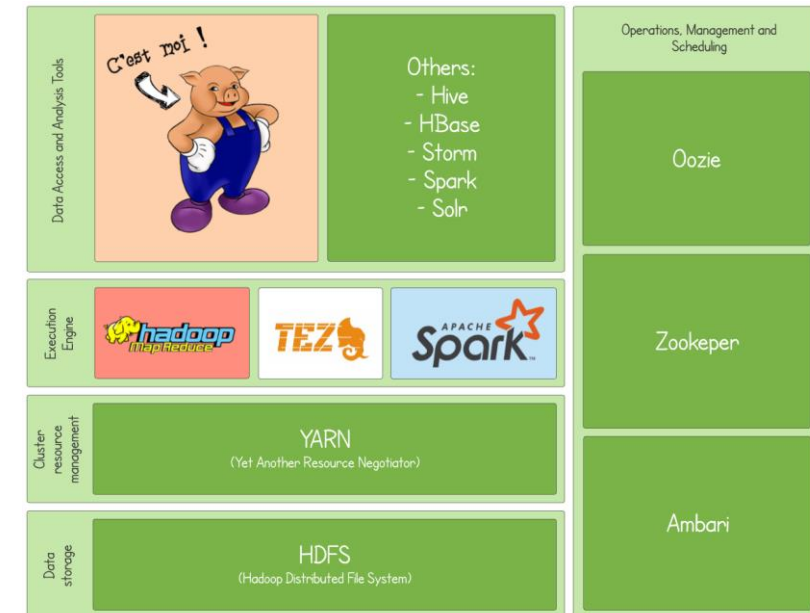 Data Access and Analysis Tools
C'est moi !
Others:
- Hive
- HBase
- Storm
- Spark
- Solr
Execution
Engine
hadoop
Map Reduce
TEZ
APACHE
Spark™
Cluster
resource
management
YARN
(Yet Another Resource Negotiator)
Data
storage
HDFS
(Hadoop Distributed File System)
Operations, Management and
Scheduling
Oozie
Zookeper
Ambari